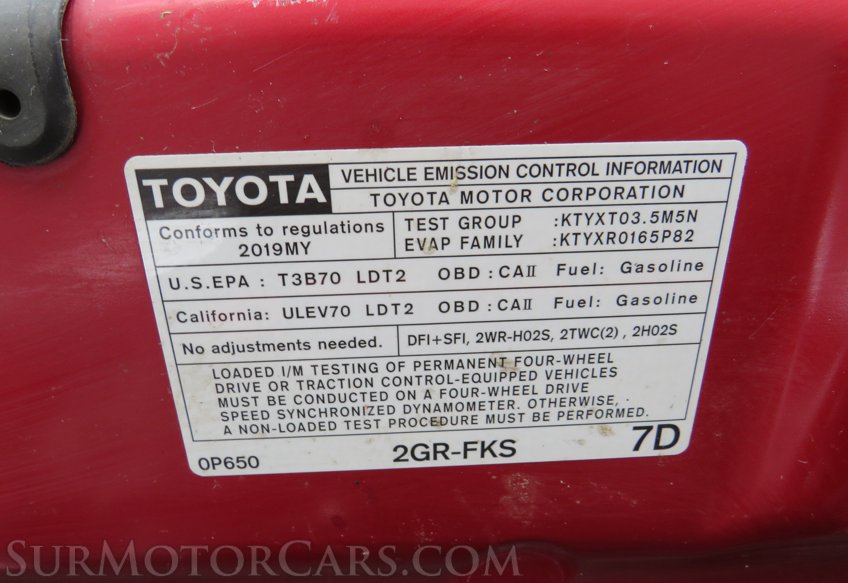 TOYOTA
VEHICLE EMISSION CONTROL INFORMATION
TOYOTA MOTOR CORPORATION
Conforms to regulations
2019MY
TEST GROUP :KTYXT03.5M5N
EVAP FAMILY :KTYXR0165P82
U.S.EPA : T3B70 LDT2 OBD : CAII Fuel: Gasoline
California: ULEV70 LDT2 OBD : CAII Fuel: Gasoline
No adjustments needed.
DFI+SFI, 2WR-HO2S, 2TWC(2) , 2HO2S
LOADED I/M TESTING OF PERMANENT FOUR-WHEEL
DRIVE OR TRACTION CONTROL-EQUIPPED VEHICLES
MUST BE CONDUCTED ON A FOUR-WHEEL DRIVE
SPEED SYNCHRONIZED DYNAMOMETER. OTHERWISE,
A NON-LOADED TEST PROCEDURE MUST BE PERFORMED.
0P650
2GR-FKS
7D
SurMotorCars.com